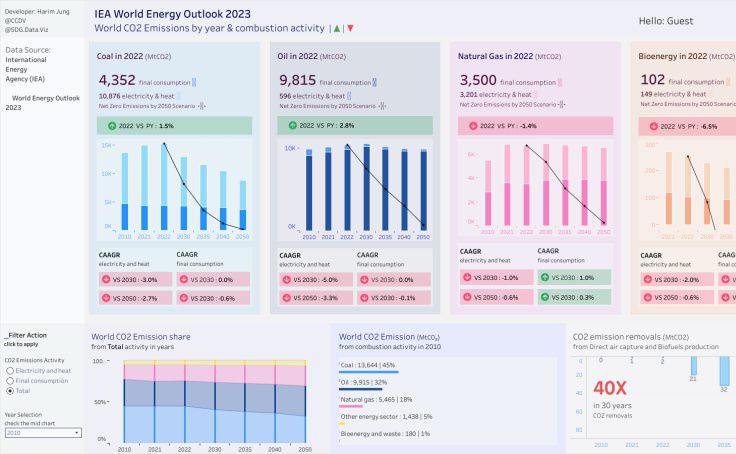 Developer: Harim Jung
@CCDV
@SDG.Data.Viz
IEA World Energy Outlook 2023
World CO2 Emissions by year & combustion activity |▲|▼
Hello: Guest
Data Source:
International
Energy
Agency (IEA)
World Energy Outlook
2023
Coal in 2022 (MtCO2)
4,352 final consumption
10,876 electricity & heat
Net Zero Emissions by 2050 Scenario
2022 VS PY : 1.5%
15K
10K
5K
0K
2010 2021 2022 2030 2035 2040 2050
CAAGR
electricity and heat
CAAGR
final consumption
VS 2030 : -3.0%
VS 2030 : 0.0%
VS 2050 : -2.7%
VS 2050 : -0.6%
Oil in 2022 (MtCO2)
9,815 final consumption
596 electricity & heat
Net Zero Emissions by 2050 Scenario
2022 VS PY : 2.8%
10K
0K
2010 2021 2022 2030 2035 2040 2050
CAAGR
electricity and heat
CAAGR
final consumption
VS 2030 : -5.0%
VS 2030 : 0.0%
VS 2050 : -3.3%
VS 2050 : -0.1%
Natural Gas in 2022 (MtCO2)
3,500 final consumption
3,201 electricity & heat
Net Zero Emissions by 2050 Scenario
2022 VS PY : -1.4%
6K
4K
2K
0K
2010 2021 2022 2030 2035 2040 2050
CAAGR
electricity and heat
CAAGR
final consumption
VS 2030 : -1.0%
VS 2030 : 1.0%
VS 2050 : -0.6%
VS 2050 : 0.3%
Bioenergy in 2022 (MtCO2)
102 final consumption
149 electricity & heat
Net Zero Emissions by 2050 Scenario
2022 VS PY : -6.5%
300
200
100
0
2010 2021 2022 2030
CAAGR
electricity and heat
CAAGR
final consumption
VS 2030 : -2.0%
VS 2050 : -0.6%
_Filter Action
click to apply
CO2 Emissions Activity
Electricity and heat
Final consumption
Total
Year Selection
check the mid chart
2010
World CO2 Emission share
from Total activity in years
100..
50%
0%
2010 2021 2022 2030 2035 2040 2050
World CO2 Emission (MtCO2)
from combustion activity in 2010
Coal : 13,644 | 45%
Oil : 9,915 | 32%
Natural gas : 5,465 | 18%
Other energy sector : 1,438 | 5%
Bioenergy and waste : 180 | 1%
CO2 emission removals (MtCO2)
from Direct air capture and Biofuels production
0
20
40
60
80
0 1 2
21
32
40X
in 30 years
CO2 removals
2010 2021 2022 2030 2035